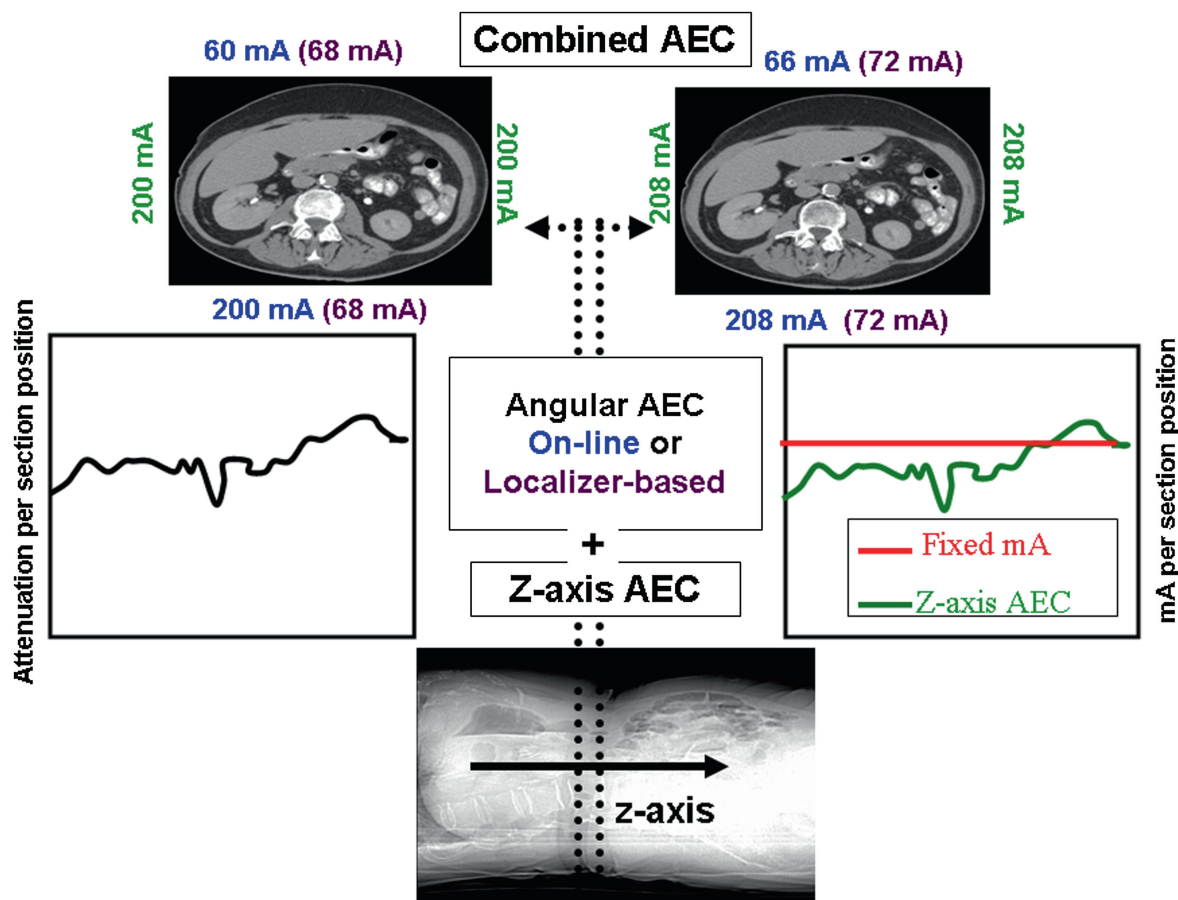 Combined AEC
60 mA (68 mA)
66 mA (72 mA)
200 mA
200 mA
208 mA
208 mA
200 mA (68 mA)
208 mA (72 mA)
Attenuation per section position
Angular AEC
On-line or
Localizer-based
+
Z-axis AEC
mA per section position
Fixed mA
Z-axis AEC
z-axis